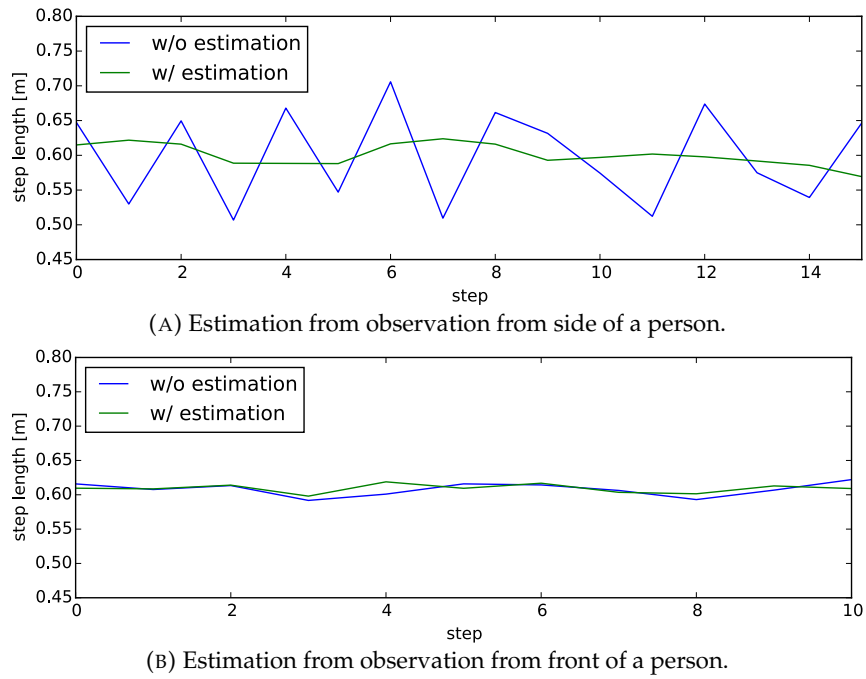 0.80
0.75
0.70
0.65
0.60
0.55
0.50
0.45
step length [m]
w/o estimation
w/ estimation
0 2 4 6 8 10 12 14
step
(A) Estimation from observation from side of a person.
0.80
0.75
0.70
0.65
0.60
0.55
0.50
0.45
step length [m]
w/o estimation
w/ estimation
0 2 4 6 8 10
step
(B) Estimation from observation from front of a person.